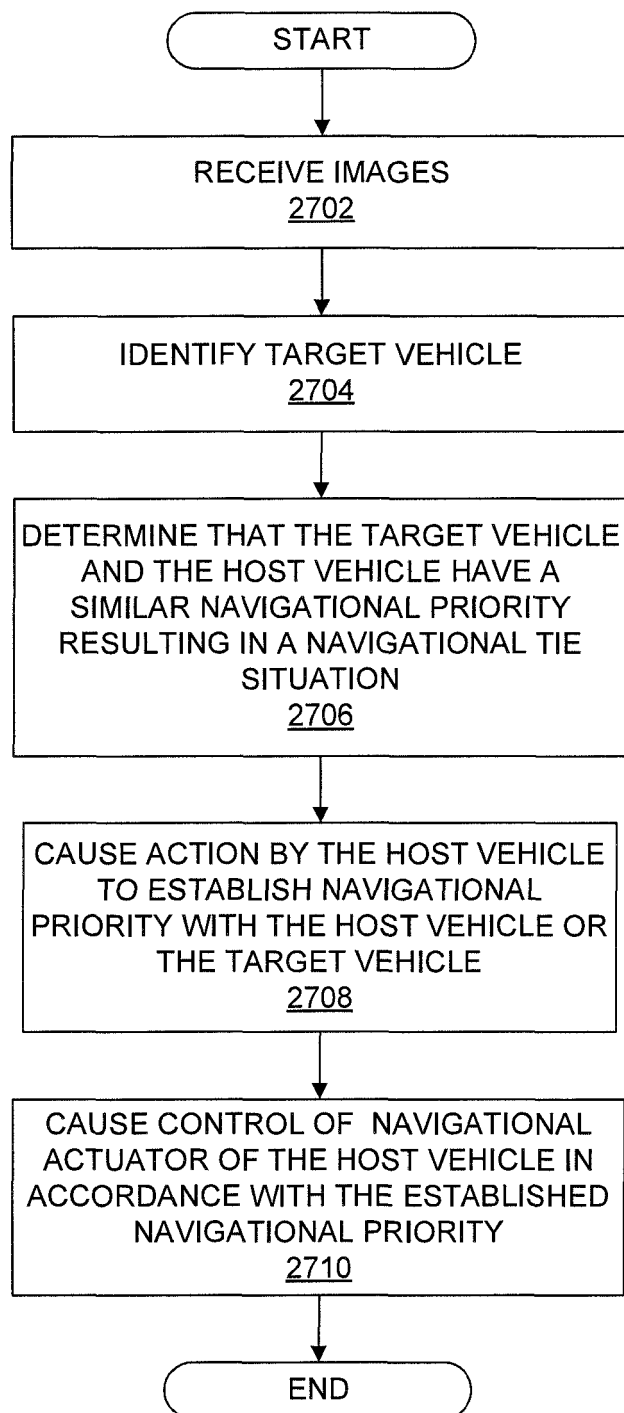 START
RECEIVE IMAGES
2702
IDENTIFY TARGET VEHICLE
2704
DETERMINE THAT THE TARGET VEHICLE
AND THE HOST VEHICLE HAVE A
SIMILAR NAVIGATIONAL PRIORITY
RESULTING IN A NAVIGATIONAL TIE
SITUATION
2706
CAUSE ACTION BY THE HOST VEHICLE
TO ESTABLISH NAVIGATIONAL
PRIORITY WITH THE HOST VEHICLE OR
THE TARGET VEHICLE
2708
CAUSE CONTROL OF NAVIGATIONAL
ACTUATOR OF THE HOST VEHICLE IN
ACCORDANCE WITH THE ESTABLISHED
NAVIGATIONAL PRIORITY
2710
END